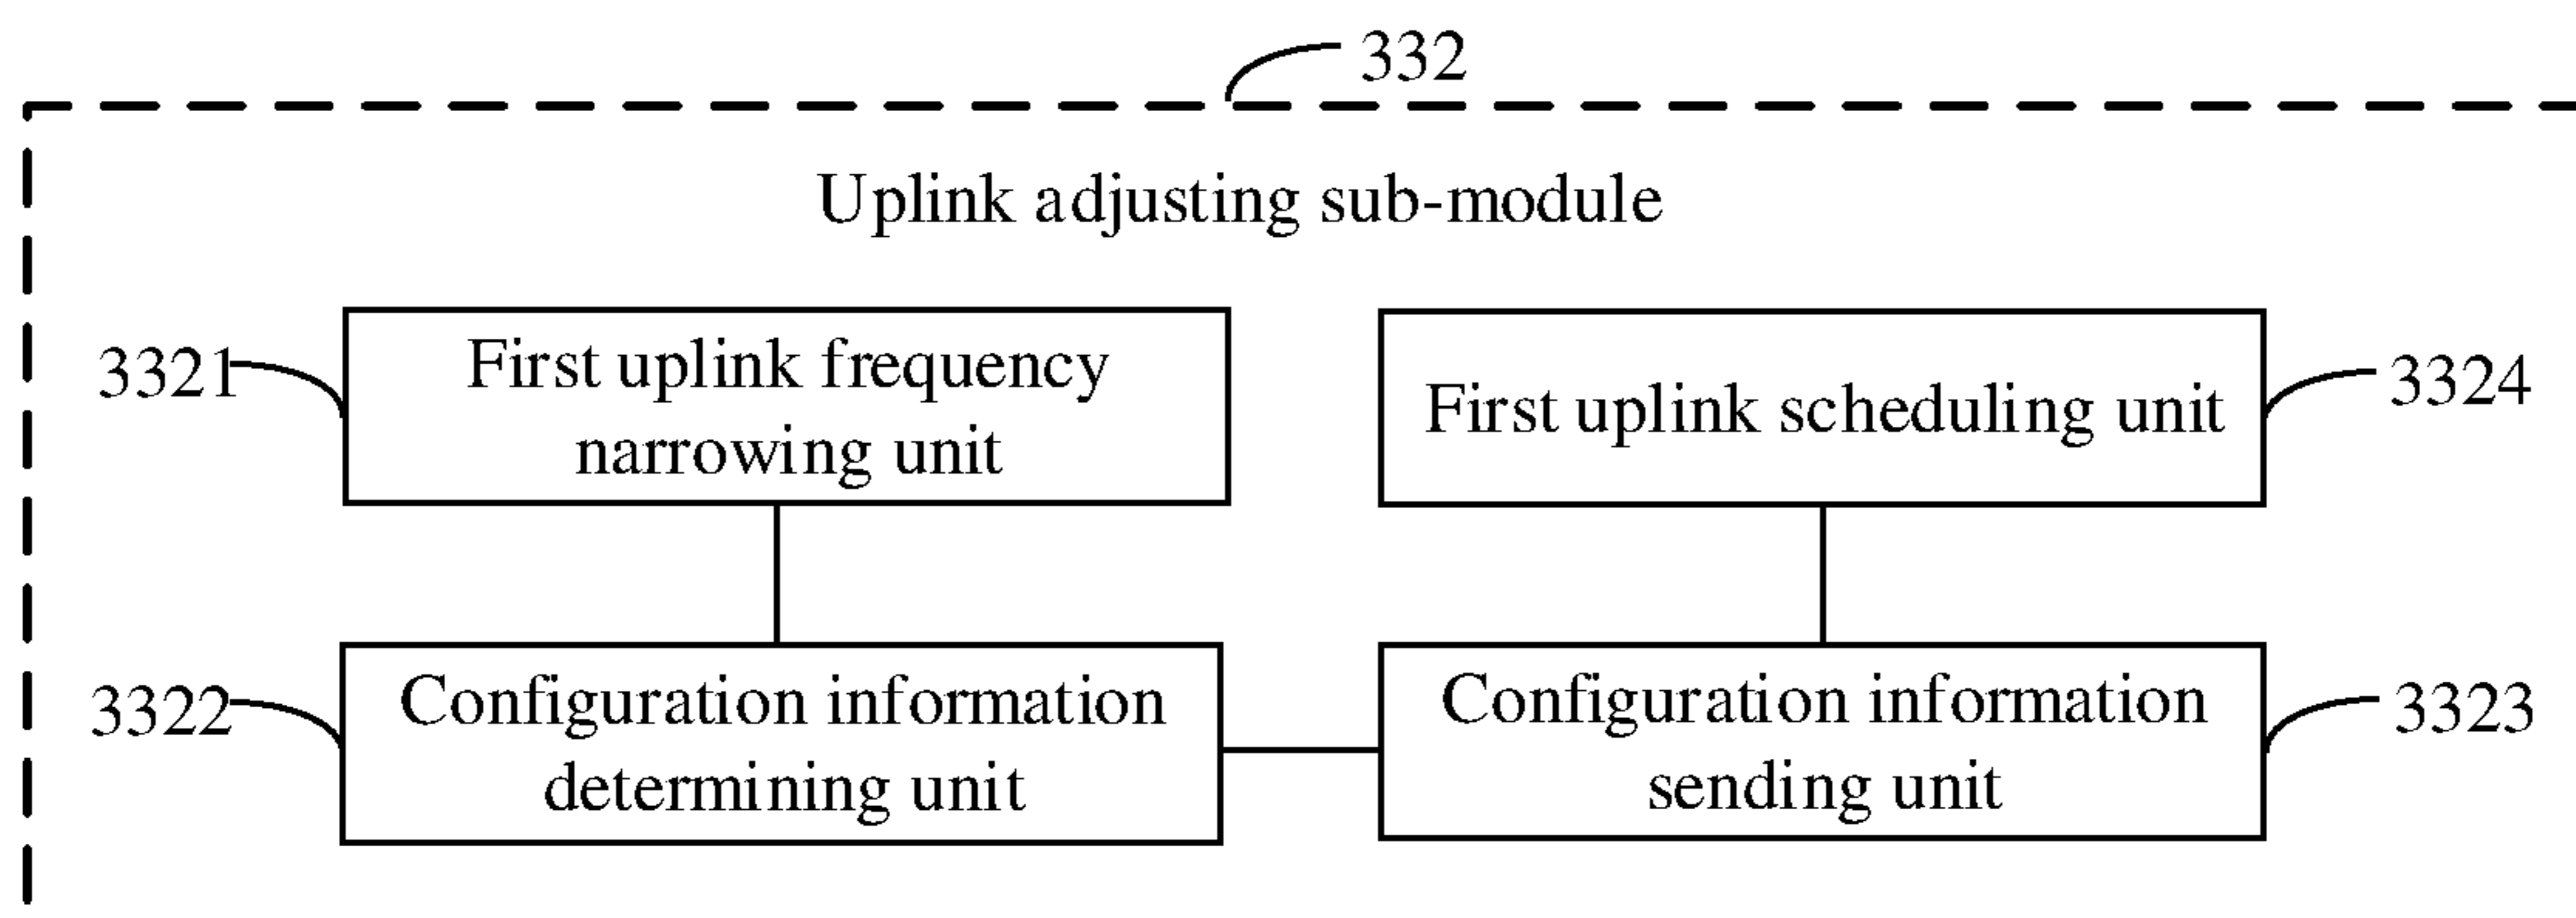 332
Uplink adjusting sub-module
3321
First uplink frequency
narrowing unit
First uplink scheduling unit
3324
3322
Configuration information
determining unit
Configuration information
sending unit
3323